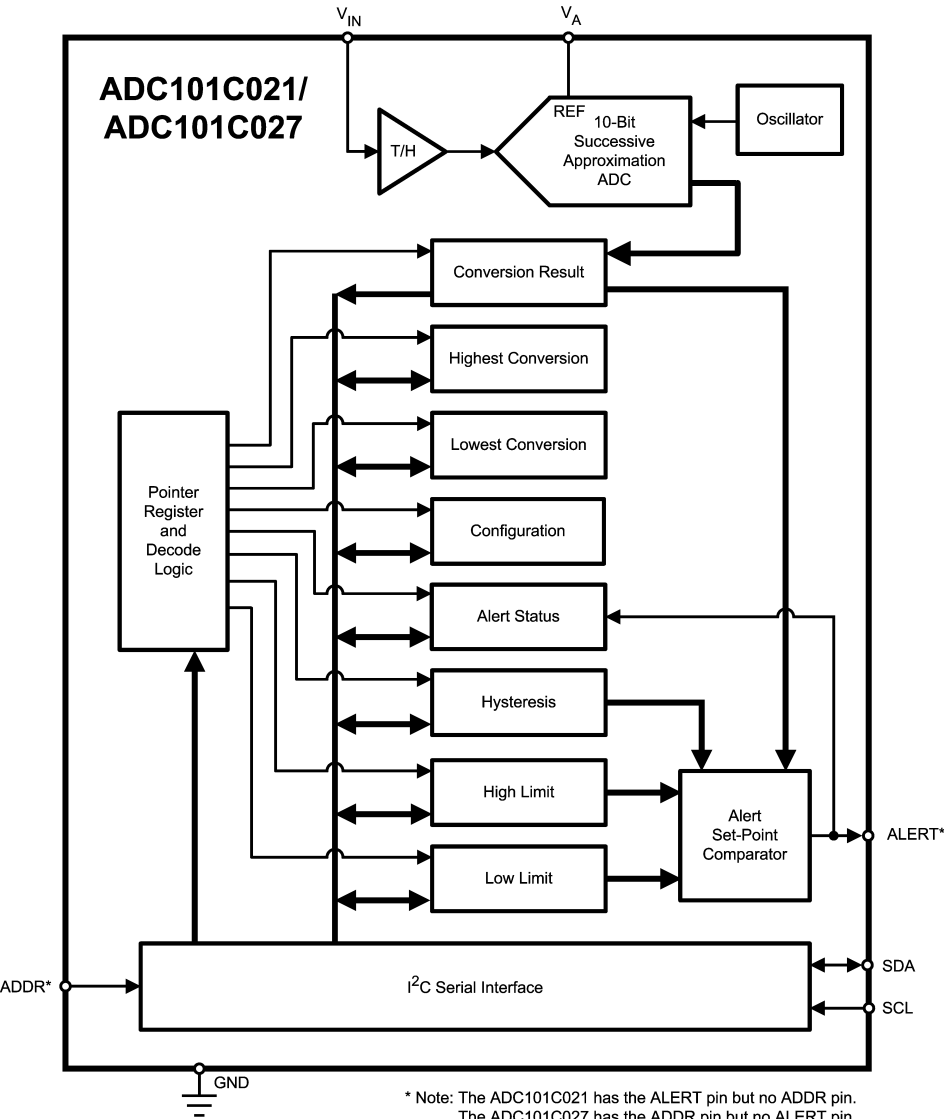 VIN
VA
ADC101C021/
ADC101C027
REF
10-Bit
Successive
Approximation
ADC
Oscillator
T/H
Conversion Result
Highest Conversion
Lowest Conversion
Pointer
Register
and
Decode
Logic
Configuration
Alert Status
Hysteresis
High Limit
Alert
Set-Point
Comparator
ALERT*
Low Limit
SDA
ADDR*
I2C Serial Interface
SCL
GND
* Note: The ADC101C021 has the ALERT pin but no ADDR pin.
The ADC101C027 has the ADDR pin but no ALERT pin